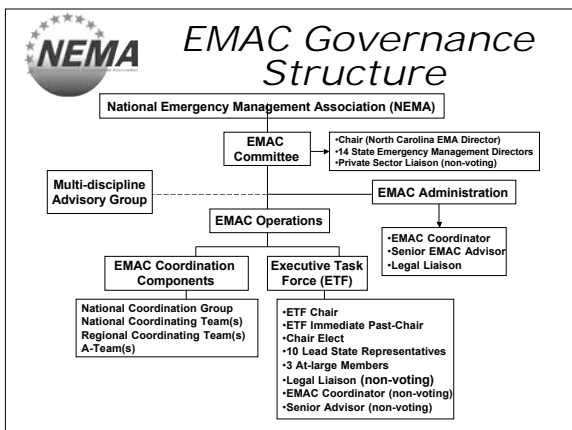 NEMA
EMAC Governance
Structure
National Emergency Management Association (NEMA)
EMAC
Committee
•Chair (North Carolina EMA Director)
•14 State Emergency Management Directors
•Private Sector Liaison (non-voting)
Multi-discipline
Advisory Group
EMAC Administration
•EMAC Coordinator
•Senior EMAC Advisor
•Legal Liaison
EMAC Operations
EMAC Coordination
Components
National Coordination Group
National Coordinating Team(s)
Regional Coordinating Team(s)
A-Team(s)
Executive Task
Force (ETF)
•ETF Chair
•ETF Immediate Past-Chair
•Chair Elect
•10 Lead State Representatives
•3 At-large Members
•Legal Liaison (non-voting)
•EMAC Coordinator (non-voting)
•Senior Advisor (non-voting)